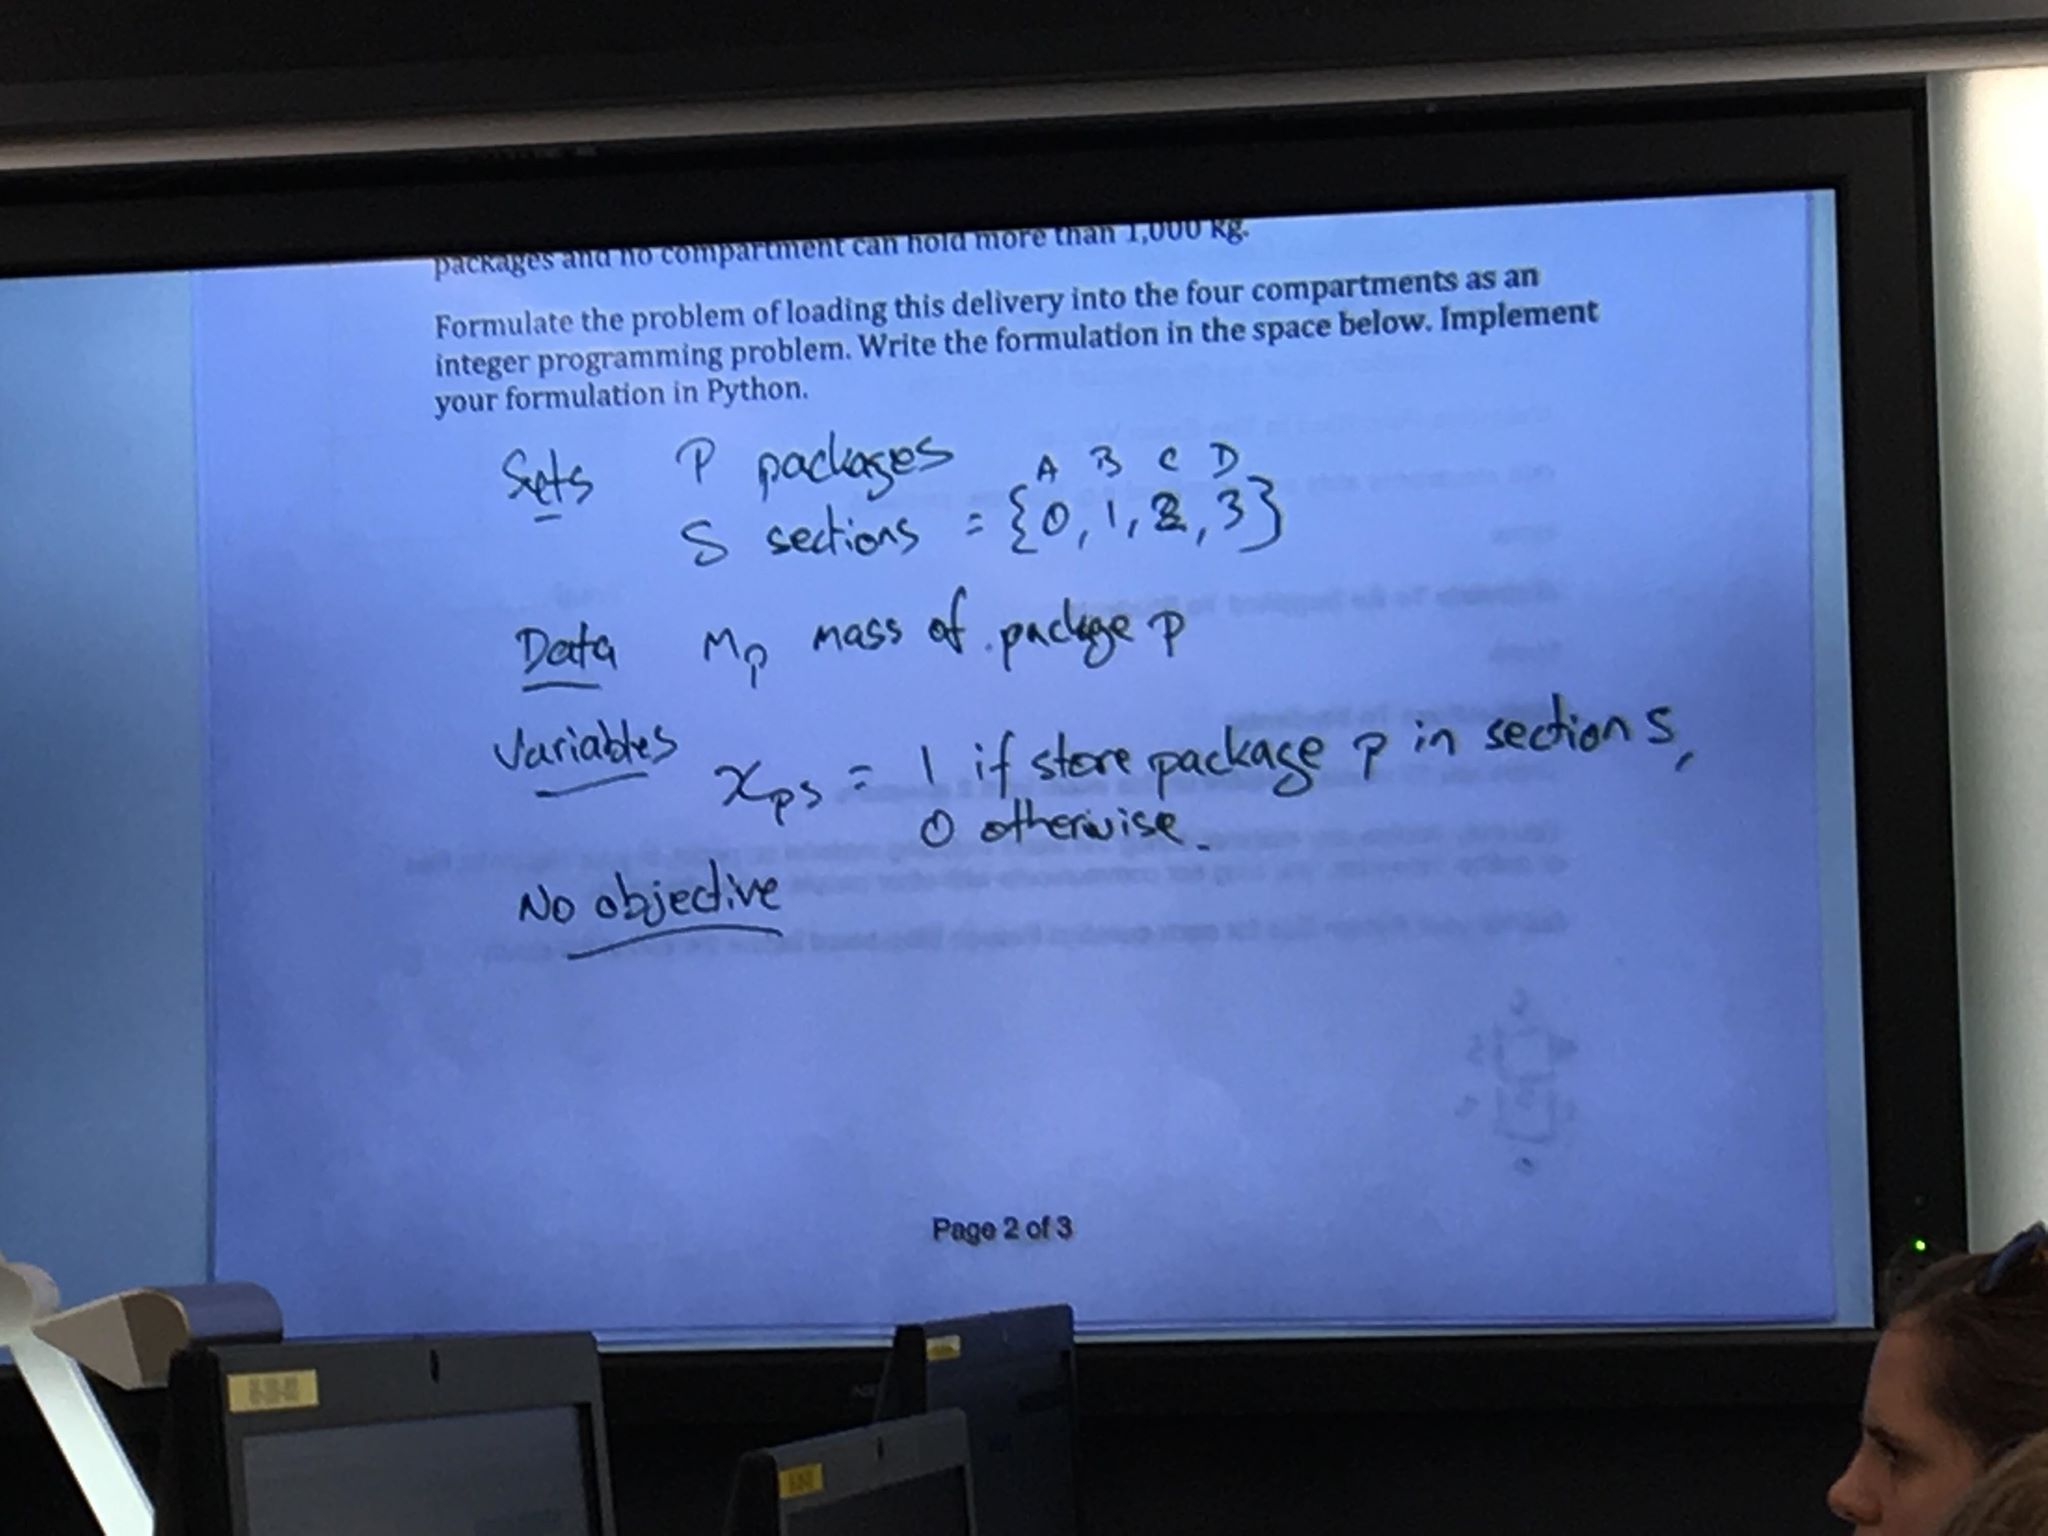 packages and no compartment can hold more than 1,000 kg.
Formulate the problem of loading this delivery into the four compartments as an
integer programming problem. Write the formulation in the space below. Implement
your formulation in Python.
Sets P packages
A B C D
S sections = {0, 1, 2, 3}
Data Mp mass of package p
Variables
xps = 1 if store package p in section s,
0 otherwise.
No objective
Page 2 of 3